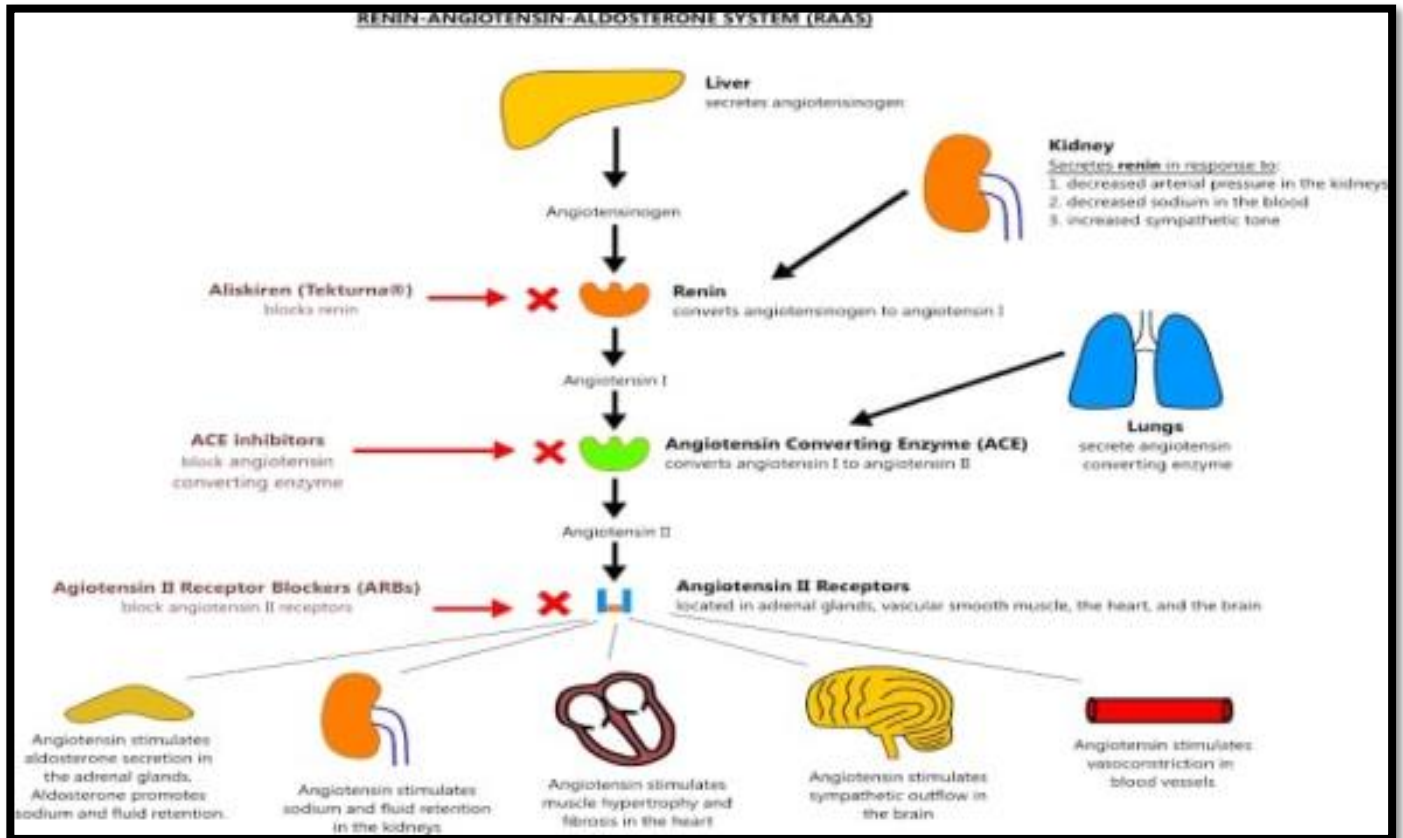 RENIN-ANGIOTENSIN-ALDOSTERONE SYSTEM (RAAS)
Liver
secretes angiotensinogen
Kidney
Secretes renin in response to:
1. decreased arterial pressure in the kidneys
2. decreased sodium in the blood
3. increased sympathetic tone
Angiotensinogen
Aliskiren (Tekturna®)
blocks renin
Renin
converts angiotensinogen to angiotensin I
Angiotensin I
Lungs
secrete angiotensin
converting enzyme
ACE inhibitors
block angiotensin
converting enzyme
Angiotensin Converting Enzyme (ACE)
converts angiotensin I to angiotensin II
Angiotensin II
Agiotensin II Receptor Blockers (ARBs)
block angiotensin II receptors
Angiotensin II Receptors
located in adrenal glands, vascular smooth muscle, the heart, and the brain
Angiotensin stimulates
aldosterone secretion in
the adrenal glands.
Aldosterone promotes
sodium and fluid retention.
Angiotensin stimulates
sodium and fluid retention
in the kidneys
Angiotensin stimulates
muscle hypertrophy and
fibrosis in the heart
Angiotensin stimulates
sympathetic outflow in
the brain
Angiotensin stimulates
vasoconstriction in
blood vessels